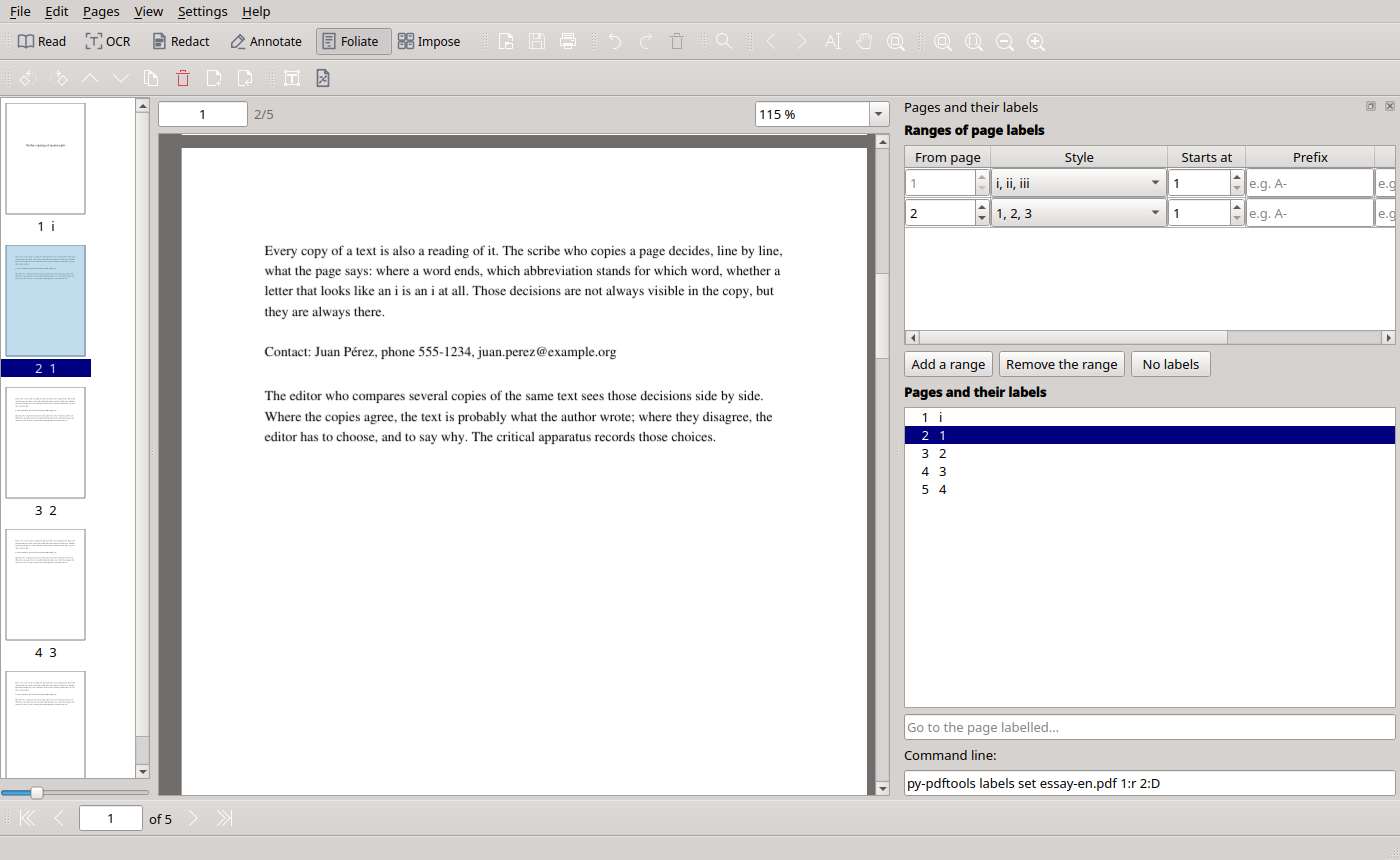 File Edit Pages View Settings Help
Read OCR Redact Annotate Foliate Impose
1 2/5 115 %
1 i
2 1
3 2
4 3
Every copy of a text is also a reading of it. The scribe who copies a page decides, line by line,
what the page says: where a word ends, which abbreviation stands for which word, whether a
letter that looks like an i is an i at all. Those decisions are not always visible in the copy, but
they are always there.
Contact: Juan Pérez, phone 555-1234, juan.perez@example.org
The editor who compares several copies of the same text sees those decisions side by side.
Where the copies agree, the text is probably what the author wrote; where they disagree, the
editor has to choose, and to say why. The critical apparatus records those choices.
Pages and their labels
Ranges of page labels
From page Style Starts at Prefix
1 i, ii, iii 1 e.g. A- e.g
2 1, 2, 3 1 e.g. A- e.g
Add a range Remove the range No labels
Pages and their labels
1 i
2 1
3 2
4 3
5 4
Go to the page labelled...
Command line:
py-pdftools labels set essay-en.pdf 1:r 2:D
1 of 5